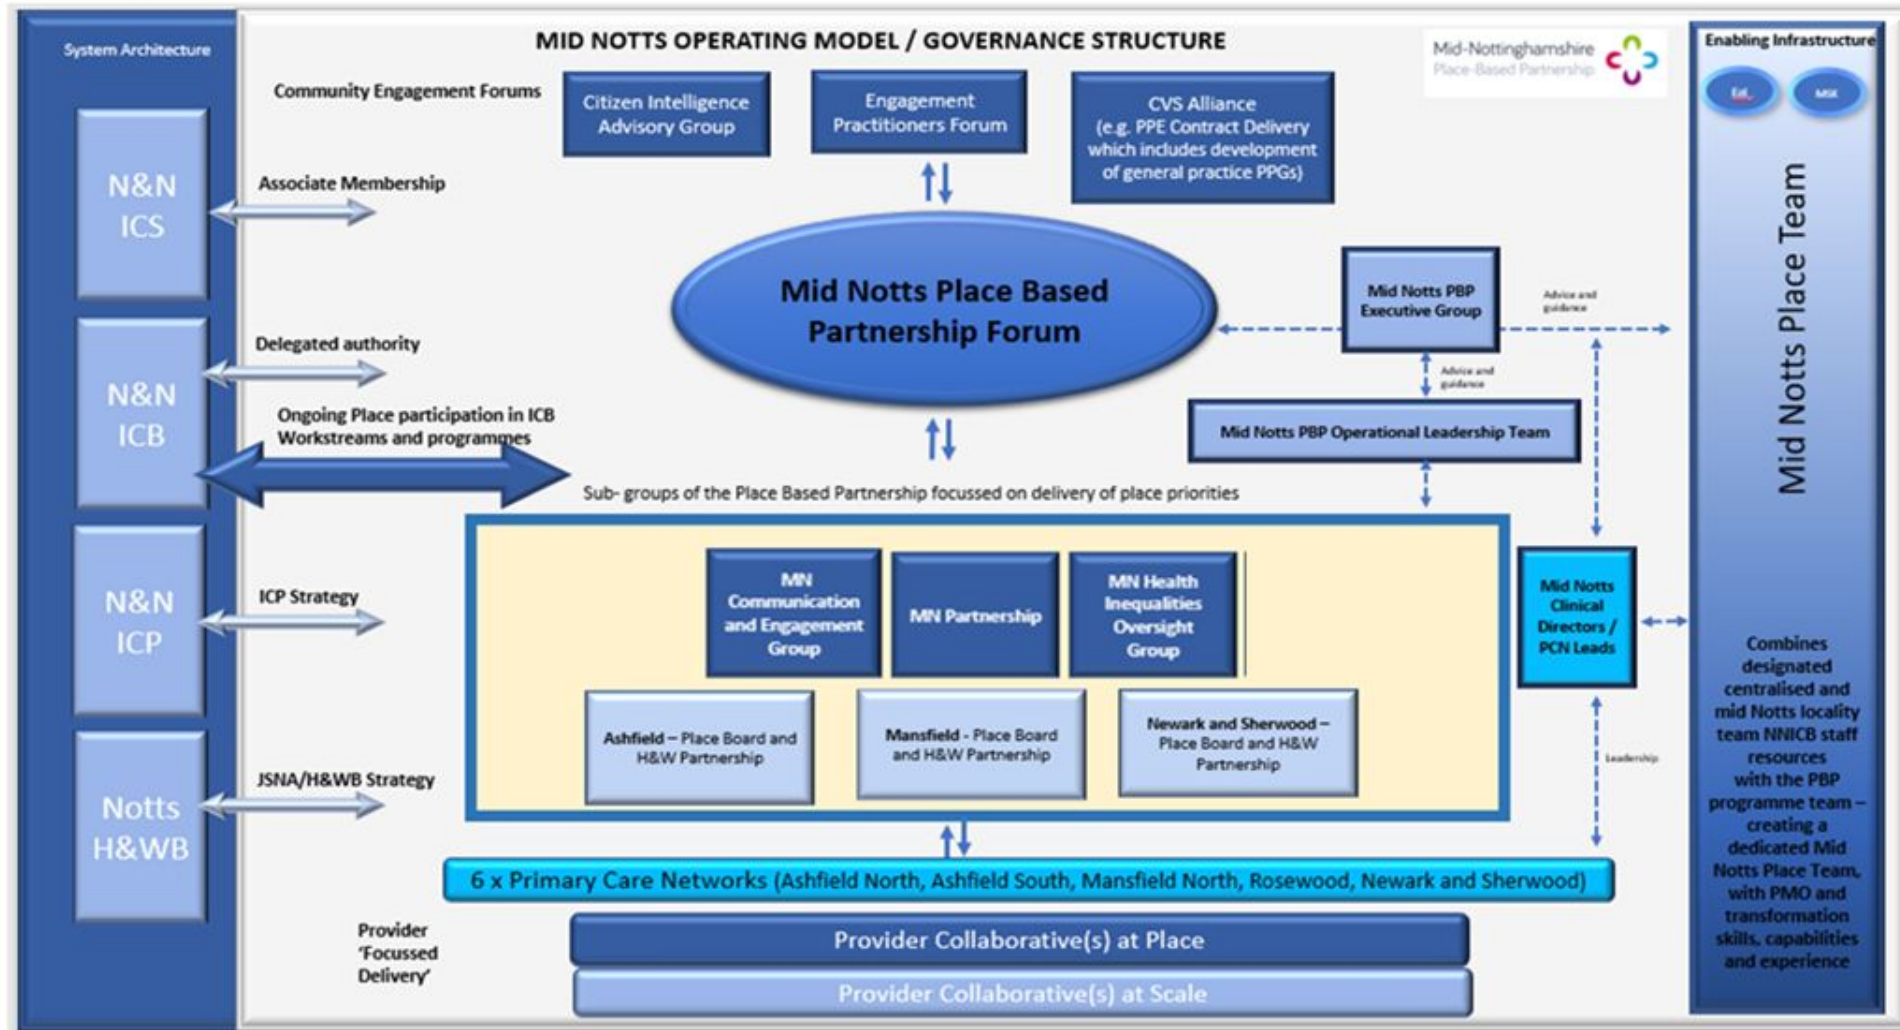 System Architecture
N&N
ICS
N&N
ICB
N&N
ICP
Notts
H&WB
MID NOTTS OPERATING MODEL / GOVERNANCE STRUCTURE
Mid-Nottinghamshire
Place-Based Partnership
Community Engagement Forums
Citizen Intelligence
Advisory Group
Engagement
Practitioners Forum
CVS Alliance
(e.g. PPE Contract Delivery
which includes development
of general practice PPGs)
Associate Membership
Delegated authority
Ongoing Place participation in ICB
Workstreams and programmes
ICP Strategy
JSNA/H&WB Strategy
Mid Notts Place Based
Partnership Forum
Mid Notts PBP
Executive Group
Advice and
guidance
Advice and
guidance
Mid Notts PBP Operational Leadership Team
Sub- groups of the Place Based Partnership focussed on delivery of place priorities
MN
Communication
and Engagement
Group
MN Partnership
MN Health
Inequalities
Oversight
Group
Ashfield – Place Board and
H&W Partnership
Mansfield - Place Board
and H&W Partnership
Newark and Sherwood –
Place Board and H&W
Partnership
Mid Notts
Clinical
Directors /
PCN Leads
Leadership
6 x Primary Care Networks (Ashfield North, Ashfield South, Mansfield North, Rosewood, Newark and Sherwood)
Provider
'Focussed
Delivery'
Provider Collaborative(s) at Place
Provider Collaborative(s) at Scale
Enabling Infrastructure
MSK
Mid Notts Place Team
Combines
designated
centralised and
mid Notts locality
team NNICB staff
resources
with the PBP
programme team –
creating a
dedicated Mid
Notts Place Team,
with PMO and
transformation
skills, capabilities
and experience